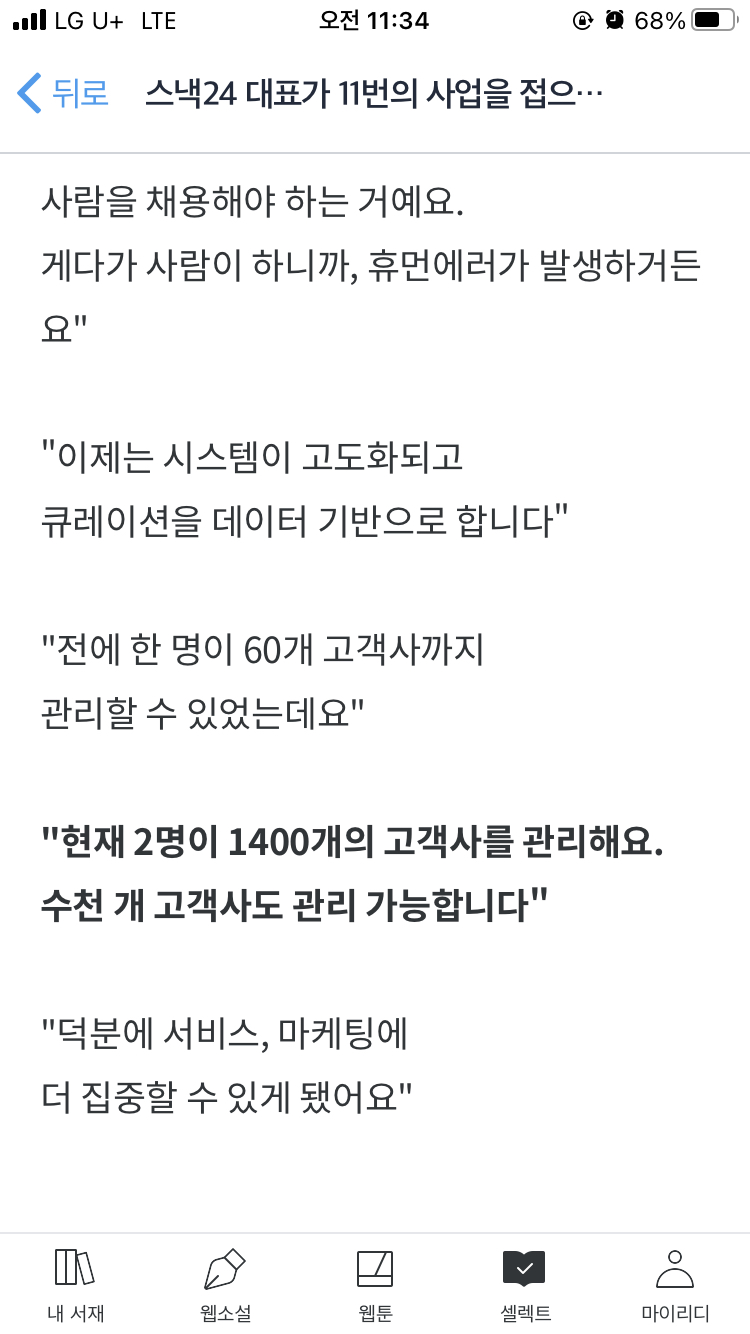 LG U+ LTE 오전 11:34 68%
뒤로 스낵24 대표가 11번의 사업을 접으…
사람을 채용해야 하는 거예요.
게다가 사람이 하니까, 휴먼에러가 발생하거든
요"
"이제는 시스템이 고도화되고
큐레이션을 데이터 기반으로 합니다"
"전에 한 명이 60개 고객사까지
관리할 수 있었는데요"
"현재 2명이 1400개의 고객사를 관리해요.
수천 개 고객사도 관리 가능합니다"
"덕분에 서비스, 마케팅에
더 집중할 수 있게 됐어요"
내 서재 웹소설 웹툰 셀렉트 마이리디